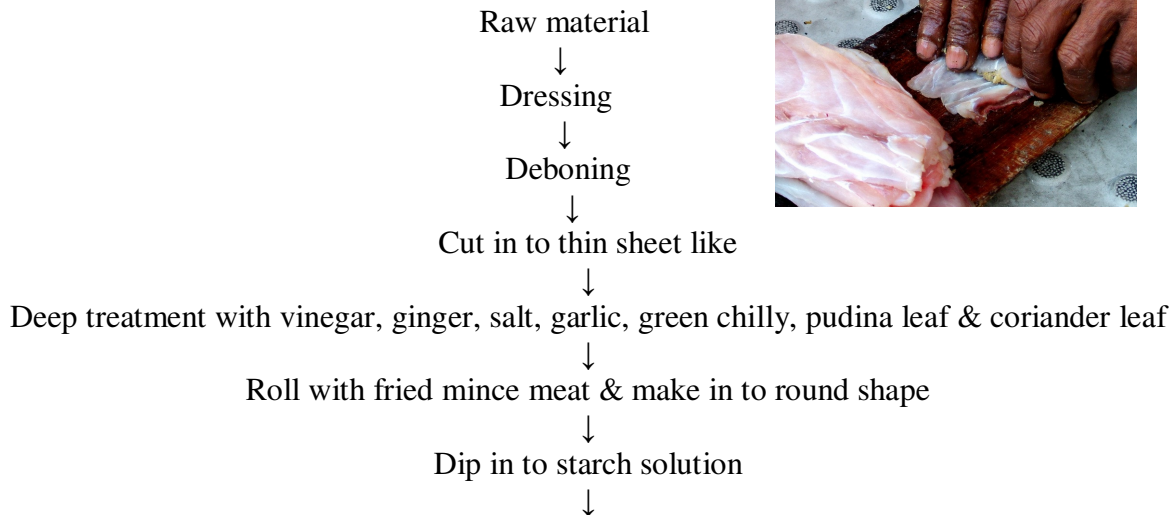 Raw material
↓
Dressing
↓
Deboning
↓
Cut in to thin sheet like
↓
Deep treatment with vinegar, ginger, salt, garlic, green chilly, pudina leaf & coriander leaf
↓
Roll with fried mince meat & make in to round shape
↓
Dip in to starch solution
↓